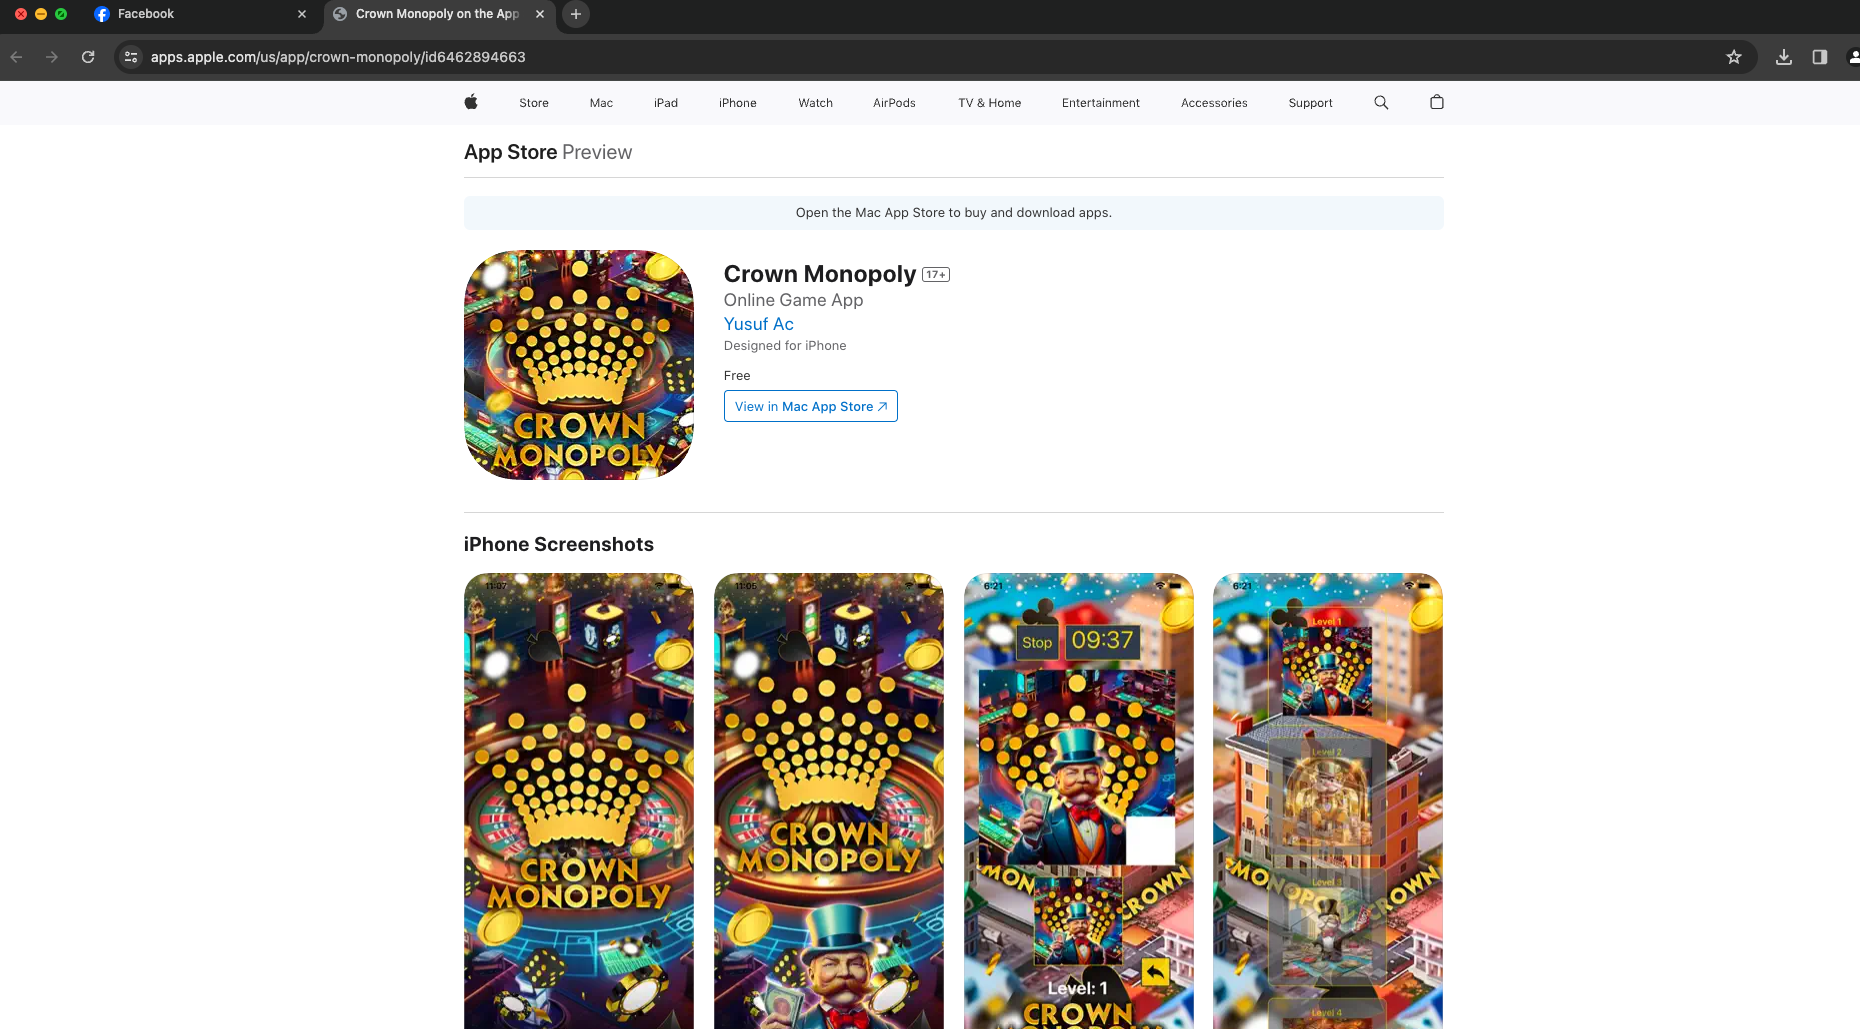 Facebook
Crown Monopoly on the App
apps.apple.com/us/app/crown-monopoly/id6462894663
Store Mac iPad iPhone Watch AirPods TV & Home Entertainment Accessories Support
App Store Preview
Open the Mac App Store to buy and download apps.
CROWN
MONOPOLY
Crown Monopoly 17+
Online Game App
Yusuf Ac
Designed for iPhone
Free
View in Mac App Store
iPhone Screenshots
11:07
CROWN
MONOPOLY
11:05
CROWN
MONOPOLY
6:21
Stop 09:37
MON
CROWN
Level: 1
CROWN
6:21
Level 1
Level 2
Level 3
Level 4